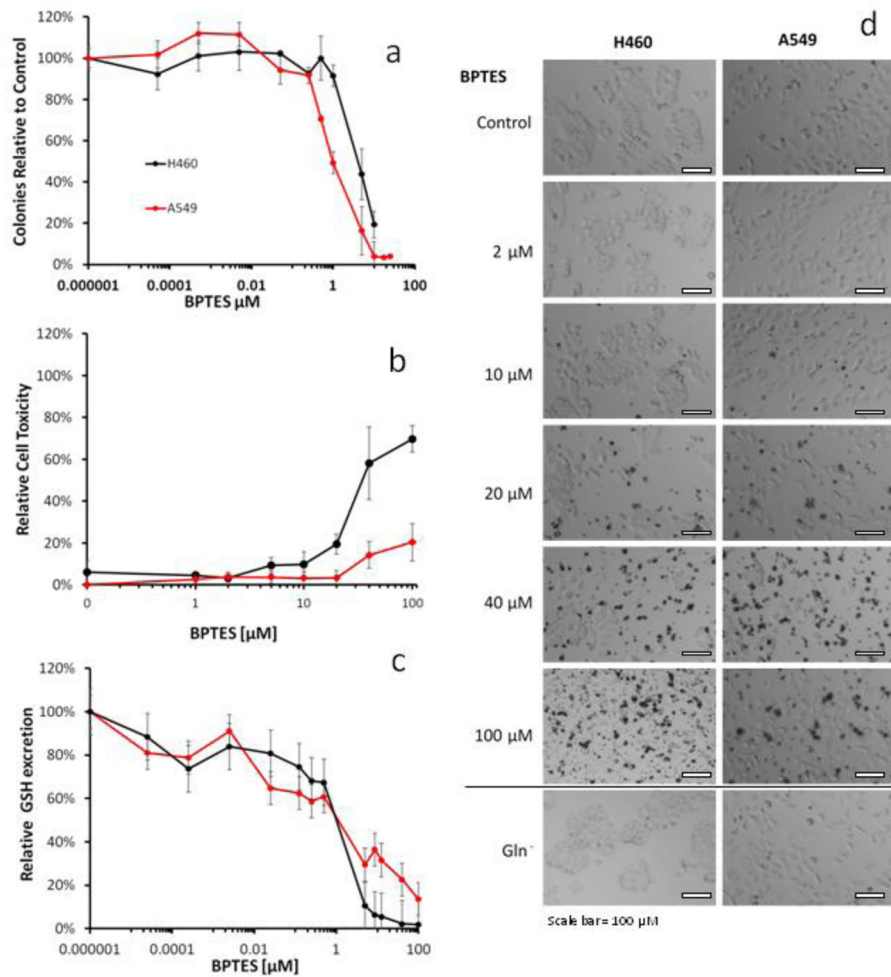 a
120%
100%
80%
60%
40%
20%
0%
Colonies Relative to Control
H460
A549
0.000001 0.0001 0.01 1 100
BPTES µM
b
120%
100%
80%
60%
40%
20%
0%
Relative Cell Toxicity
0 1 10 100
BPTES [µM]
c
120%
100%
80%
60%
40%
20%
0%
Relative GSH excretion
0.000001 0.0001 0.01 1 100
BPTES [µM]
d
H460 A549
BPTES
Control
2 µM
10 µM
20 µM
40 µM
100 µM
Gln⁻
Scale bar= 100 µM